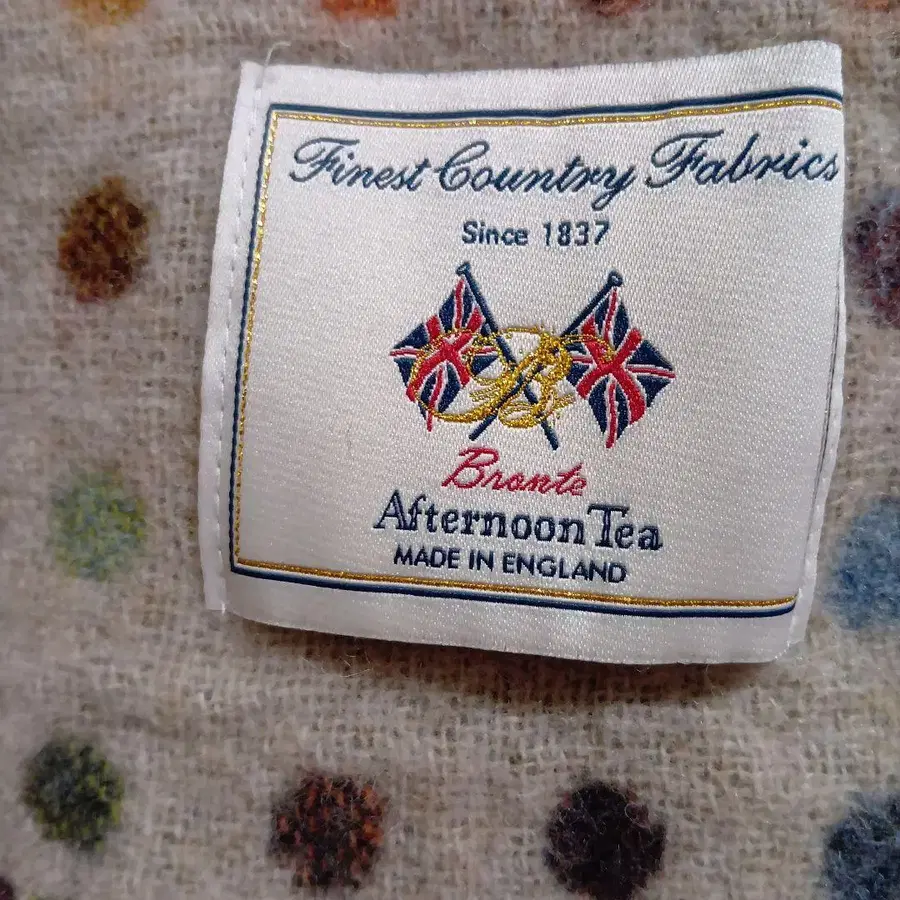 Finest Country Fabrics
Since 1837
B
Bronte
Afternoon Tea
MADE IN ENGLAND